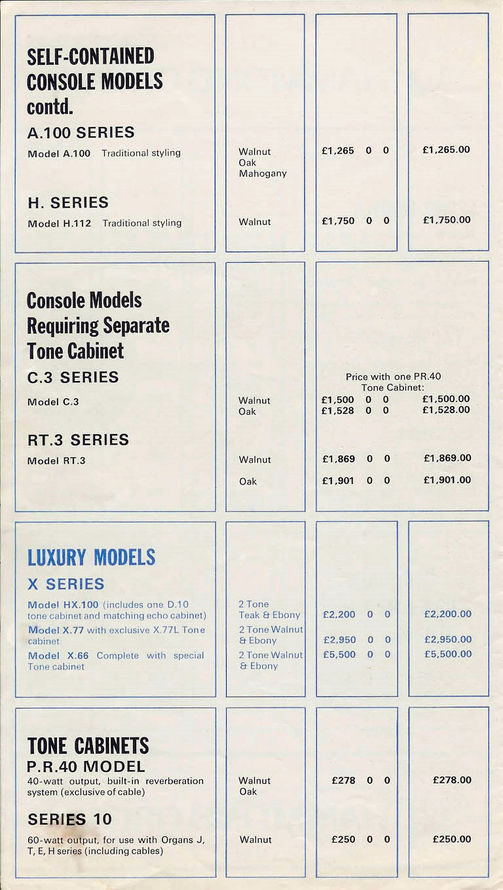 SELF-CONTAINED
CONSOLE MODELS
contd.
A.100 SERIES
Model A.100 Traditional styling Walnut £1,265 0 0 £1,265.00
Oak
Mahogany
H. SERIES
Model H.112 Traditional styling Walnut £1,750 0 0 £1,750.00
Console Models
Requiring Separate
Tone Cabinet
C.3 SERIES
Price with one PR.40
Tone Cabinet:
Model C.3 Walnut £1,500 0 0 £1,500.00
Oak £1,528 0 0 £1,528.00
RT.3 SERIES
Model RT.3 Walnut £1,869 0 0 £1,869.00
Oak £1,901 0 0 £1,901.00
LUXURY MODELS
X SERIES
Model HX.100 (includes one D.10 2 Tone
tone cabinet and matching echo cabinet) Teak & Ebony £2,200 0 0 £2,200.00
Model X.77 with exclusive X.77L Tone 2 Tone Walnut
cabinet & Ebony £2,950 0 0 £2,950.00
Model X.66 Complete with special 2 Tone Walnut £5,500 0 0 £5,500.00
Tone cabinet & Ebony
TONE CABINETS
P.R.40 MODEL
40-watt output, built-in reverberation Walnut £278 0 0 £278.00
system (exclusive of cable) Oak
SERIES 10
60-watt output, for use with Organs J, Walnut £250 0 0 £250.00
T, E, H series (including cables)